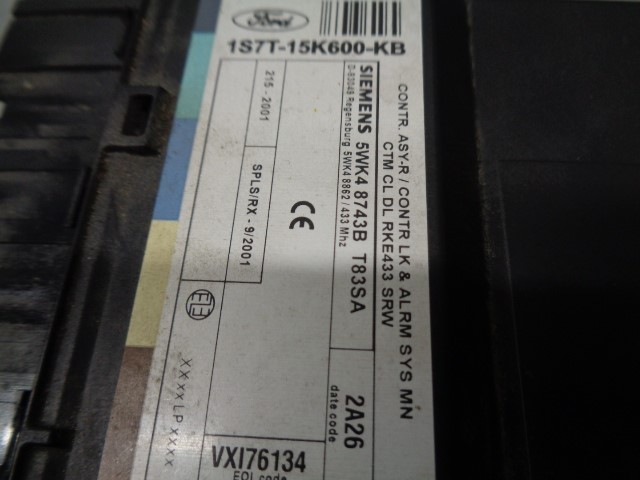 Ford
1S7T-15K600-KB
CONTR. ASY-R / CONTR LK & ALRM SYS MN
CTM CL DL RKE433 SRW
SIEMENS 5WK4 8743B T83SA
D-93049 Regensburg 5WK4 8862 / 433 Mhz
215 - 2001
SPLS/RX - 9/2001
CE
2A26
date code
XXXXLPXXXX
VXI76134
EOL code